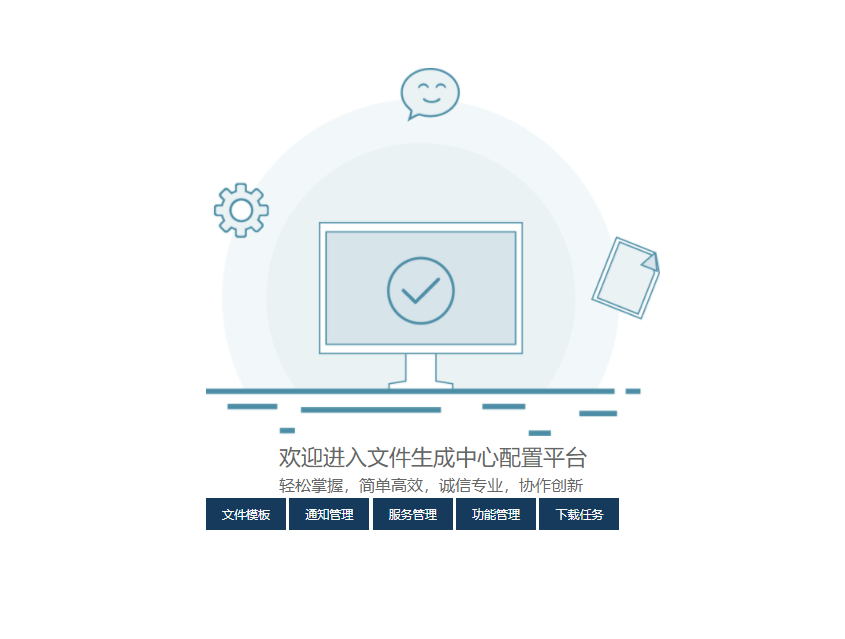 欢迎进入文件生成中心配置平台
轻松掌握，简单高效，诚信专业，协作创新
文件模板 通知管理 服务管理 功能管理 下载任务